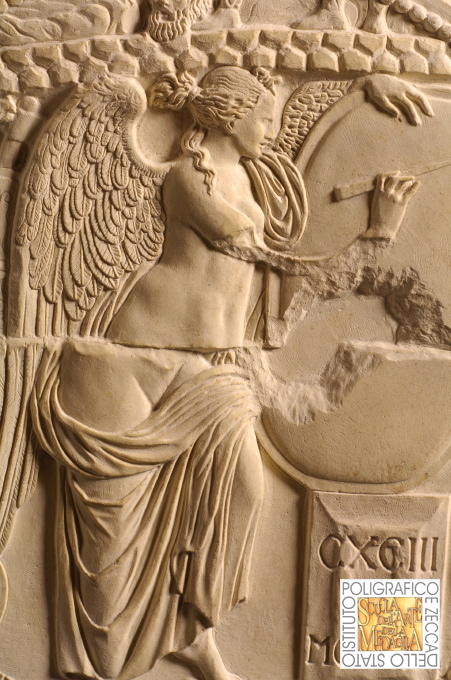 CXCIII
ISTITUTO
POLIGRAFICO
E ZECCA
DELLO STATO
SCUOLA
DELL'ARTE
DELLA
MEDAGLIA